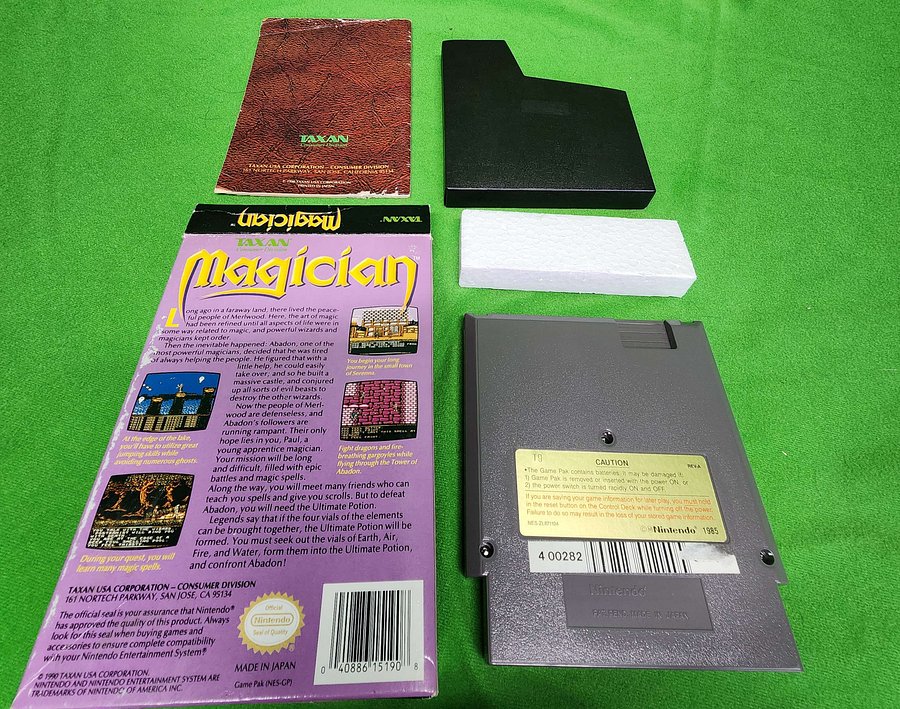 TAXAN
Consumer Division
TAXAN USA CORPORATION – CONSUMER DIVISION
161 NORTECH PARKWAY, SAN JOSE, CALIFORNIA 95134
© 1990 TAXAN USA CORPORATION
PRINTED IN JAPAN
Magician
TAXAN
TAXAN
Consumer Division
Magician™
Long ago in a faraway land, there lived the peace-
ful people of Merlwood. Here, the art of magic
had been refined until all aspects of life were in
some way related to magic, and powerful wizards and
magicians kept order.
Then the inevitable happened: Abadon, one of the
most powerful magicians, decided that he was tired
of always helping the people. He figured that with a
little help, he could easily
take over, and so he built a
massive castle, and conjured
up all sorts of evil beasts to
destroy the other wizards.
Now the people of Merl-
wood are defenseless, and
Abadon's followers are
running rampant. Their only
hope lies in you, Paul, a
young apprentice magician.
Your mission will be long
and difficult, filled with epic
battles and magic spells.
Along the way, you will meet many friends who can
teach you spells and give you scrolls. But to defeat
Abadon, you will need the Ultimate Potion.
Legends say that if the four vials of the elements
can be brought together, the Ultimate Potion will be
formed. You must seek out the vials of Earth, Air,
Fire, and Water, form them into the Ultimate Potion,
and confront Abadon!
You begin your long
journey in the small town
of Serenna.
At the edge of the lake,
you'll have to utilize great
jumping skills while
avoiding numerous ghosts.
Fight dragons and fire-
breathing gargoyles while
flying through the Tower of
Abadon.
During your quest, you will
learn many magic spells.
TAXAN USA CORPORATION – CONSUMER DIVISION
161 NORTECH PARKWAY, SAN JOSE, CA 95134
The official seal is your assurance that Nintendo®
has approved the quality of this product. Always
look for this seal when buying games and
accessories to ensure complete compatibility
with your Nintendo Entertainment System®
© 1990 TAXAN USA CORPORATION.
NINTENDO AND NINTENDO ENTERTAINMENT SYSTEM ARE
TRADEMARKS OF NINTENDO OF AMERICA INC.
Official
Nintendo
Seal of Quality
MADE IN JAPAN
Game Pak (NES-GP)
0 40886 15190 8
19
CAUTION
REV-A
•The Game Pak contains batteries. It may be damaged if:
1) Game Pak is removed or inserted with the power ON. or
2) the power switch is turned rapidly ON and OFF.
If you are saving your game information for later play, you must hold
in the reset button on the Control Deck while turning off the power.
Failure to do so may result in the loss of your stored game information.
©Nintendo 1985
4 00282
Nintendo